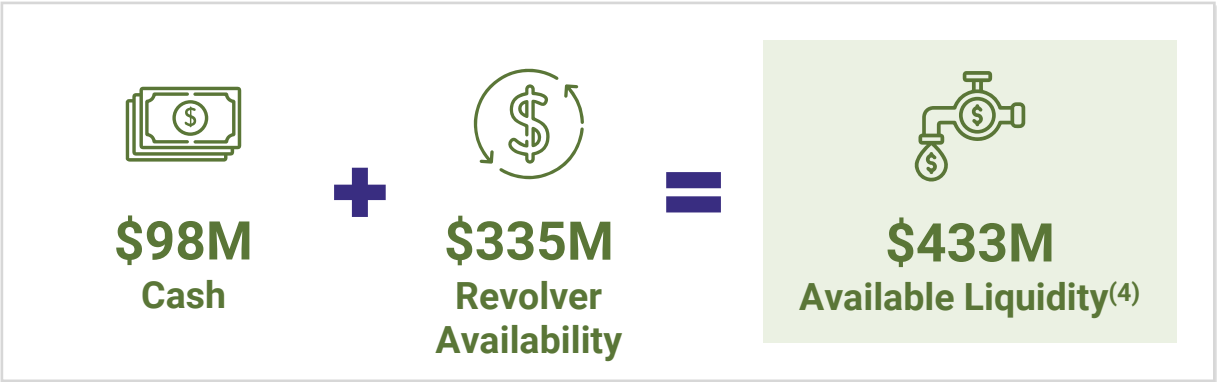 $98M
Cash
$335M
Revolver
Availability
$433M
Available Liquidity(4)